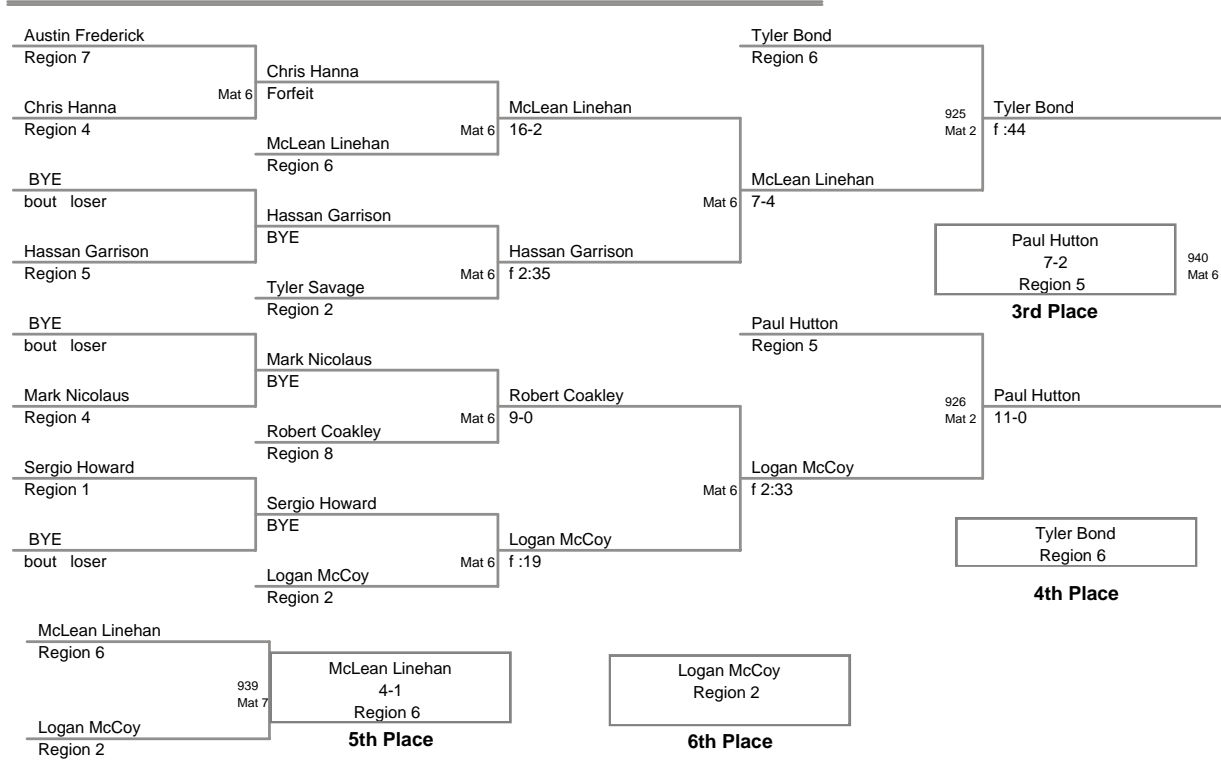 Austin Frederick
Region 7
Mat 6
Chris Hanna
Region 4
BYE
bout loser
Hassan Garrison
Region 5
BYE
bout loser
Mark Nicolaus
Region 4
Sergio Howard
Region 1
BYE
bout loser
Chris Hanna
Forfeit
Mat 6
McLean Linehan
Region 6
Hassan Garrison
BYE
Mat 6
Tyler Savage
Region 2
Mark Nicolaus
BYE
Mat 6
Robert Coakley
Region 8
Sergio Howard
BYE
Mat 6
Logan McCoy
Region 2
McLean Linehan
16-2
Mat 6
Hassan Garrison
f 2:35
Robert Coakley
9-0
Mat 6
Logan McCoy
f :19
Tyler Bond
Region 6
925
Mat 2
McLean Linehan
7-4
Paul Hutton
Region 5
926
Mat 2
Logan McCoy
f 2:33
Tyler Bond
f :44
Paul Hutton
7-2
Region 5
940
Mat 6
3rd Place
Paul Hutton
11-0
Tyler Bond
Region 6
4th Place
McLean Linehan
Region 6
939
Mat 7
Logan McCoy
Region 2
McLean Linehan
4-1
Region 6
5th Place
Logan McCoy
Region 2
6th Place